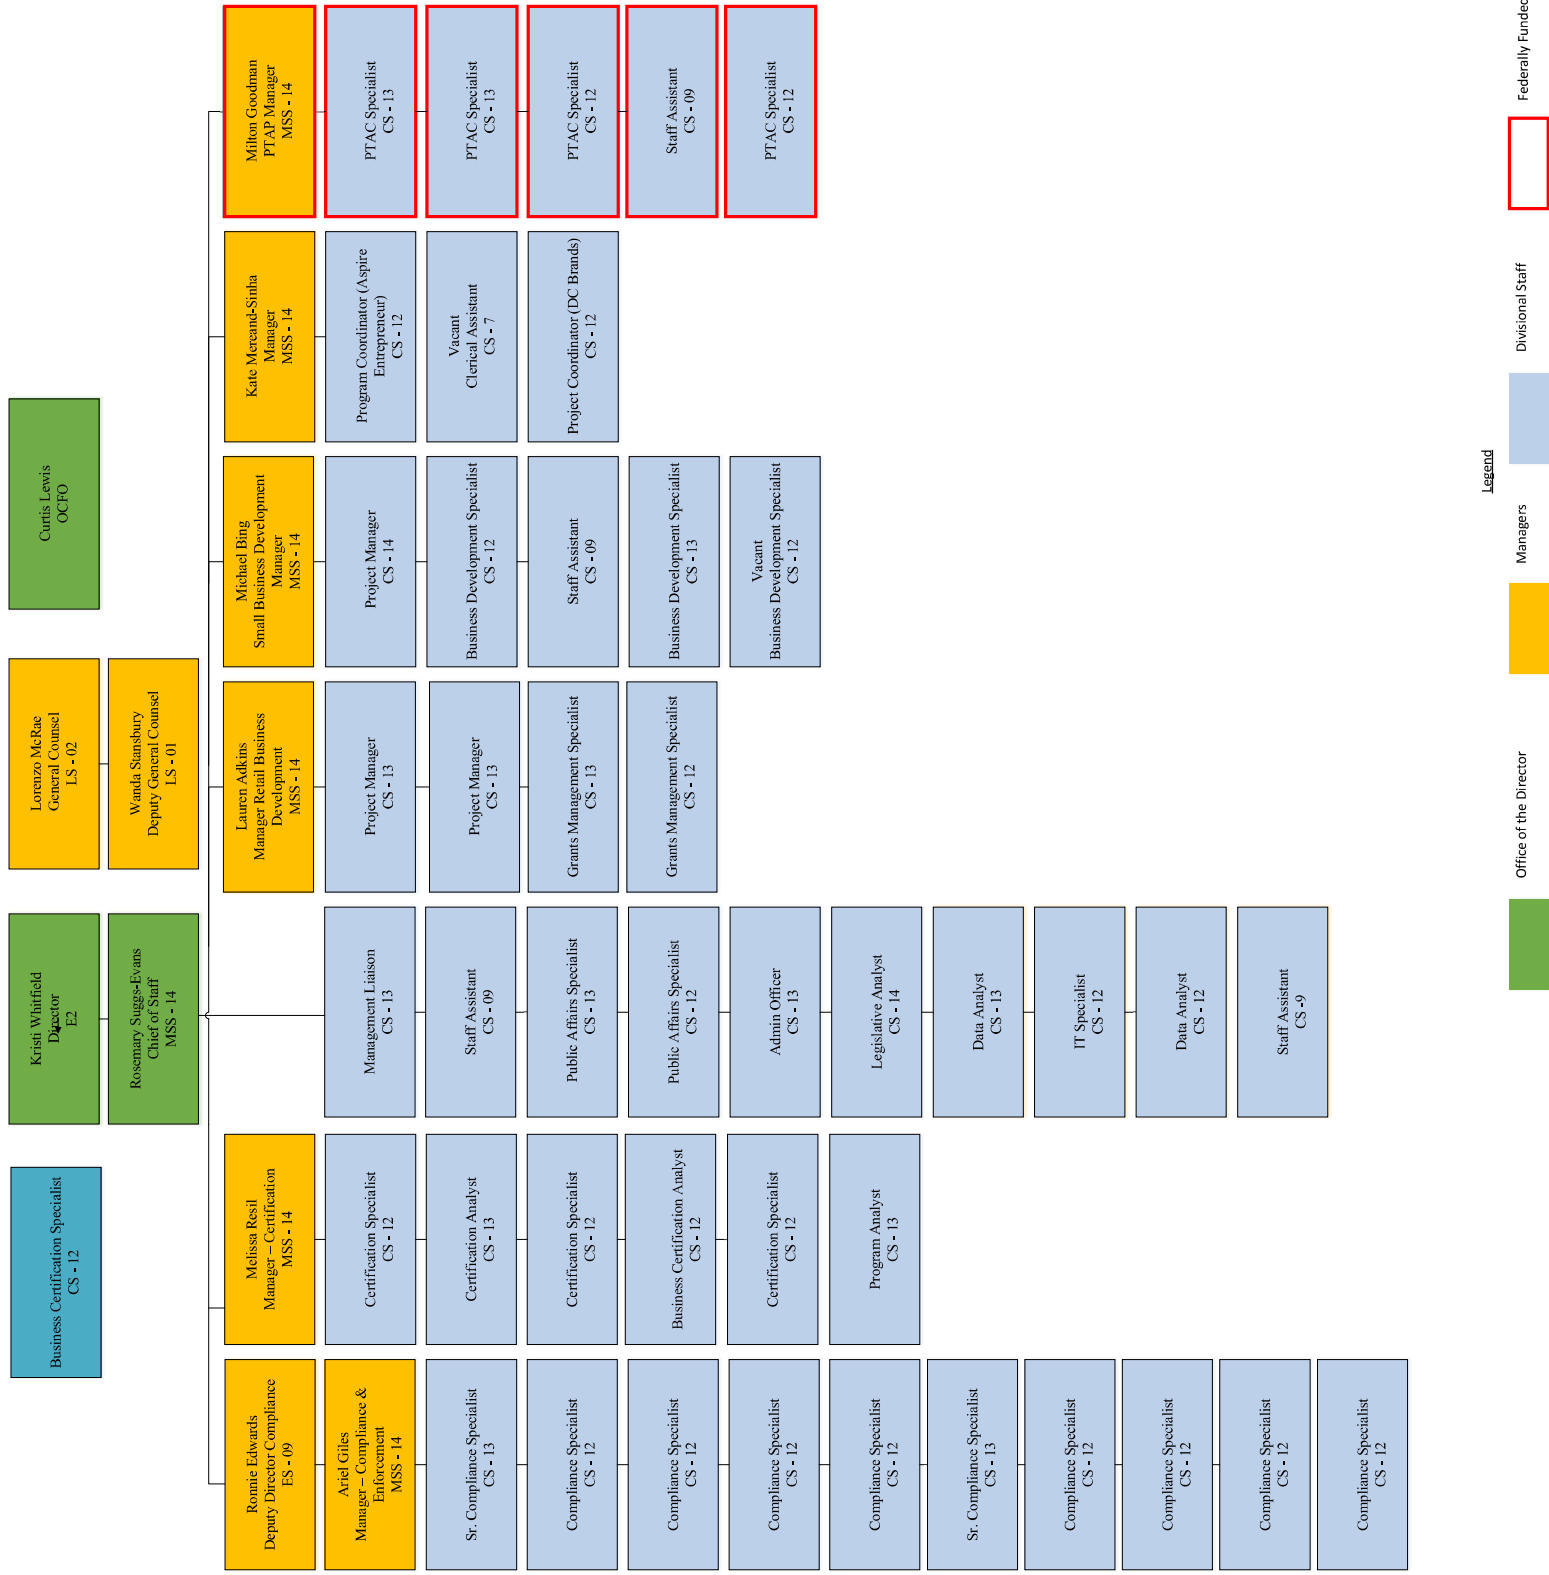 Business Certification Specialist
CS - 12
Kristi Whitfield
Director
E2
Rosemary Suggs-Evans
Chief of Staff
MSS - 14
Lorenzo McRae
General Counsel
LS - 02
Wanda Stansbury
Deputy General Counsel
LS - 01
Curtis Lewis
OCFO
Ronnie Edwards
Deputy Director Compliance
ES - 09
Ariel Giles
Manager – Compliance &
Enforcement
MSS - 14
Sr. Compliance Specialist
CS - 13
Compliance Specialist
CS - 12
Compliance Specialist
CS - 12
Compliance Specialist
CS - 12
Compliance Specialist
CS - 12
Sr. Compliance Specialist
CS - 13
Compliance Specialist
CS - 12
Compliance Specialist
CS - 12
Compliance Specialist
CS - 12
Compliance Specialist
CS - 12
Melissa Resil
Manager – Certification
MSS - 14
Certification Specialist
CS - 12
Certification Analyst
CS - 13
Certification Specialist
CS - 12
Business Certification Analyst
CS - 12
Certification Specialist
CS - 12
Program Analyst
CS - 13
Management Liaison
CS - 13
Staff Assistant
CS - 09
Public Affairs Specialist
CS - 13
Public Affairs Specialist
CS - 12
Admin Officer
CS - 13
Legislative Analyst
CS - 14
Data Analyst
CS - 13
IT Specialist
CS - 12
Data Analyst
CS - 12
Staff Assistant
CS -9
Lauren Adkins
Manager Retail Business
Development
MSS - 14
Project Manager
CS - 13
Project Manager
CS - 13
Grants Management Specialist
CS - 13
Grants Management Specialist
CS - 12
Michael Bing
Small Business Development
Manager
MSS - 14
Project Manager
CS - 14
Business Development Specialist
CS - 12
Staff Assistant
CS - 09
Business Development Specialist
CS - 13
Vacant
Business Development Specialist
CS - 12
Kate Mereand-Sinha
Manager
MSS - 14
Program Coordinator (Aspire
Entrepreneur)
CS - 12
Vacant
Clerical Assistant
CS - 7
Project Coordinator (DC Brands)
CS - 12
Milton Goodman
PTAP Manager
MSS - 14
PTAC Specialist
CS - 13
PTAC Specialist
CS - 13
PTAC Specialist
CS - 12
Staff Assistant
CS - 09
PTAC Specialist
CS - 12
Legend
Office of the Director
Managers
Divisional Staff
Federally Funded